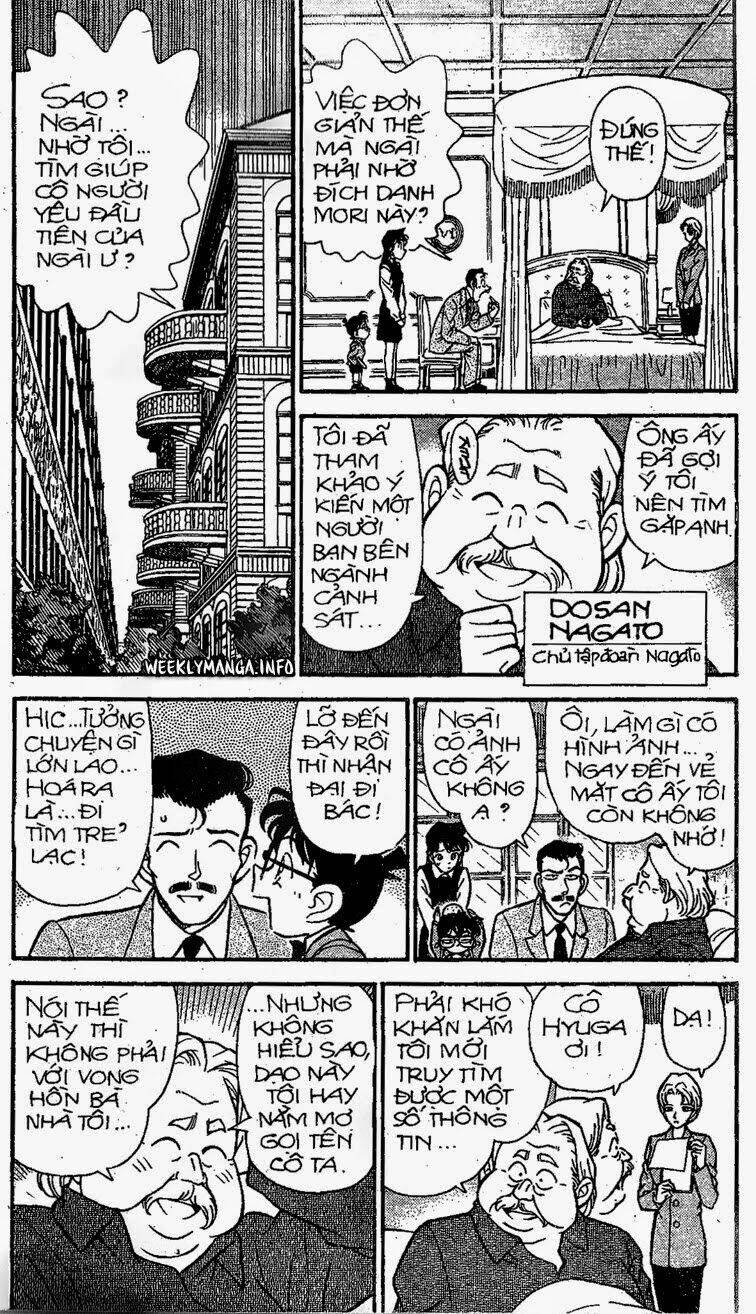 SAO?
NGÀI...
NHỜ TÔI...
TÌM GIÚP
CÔ NGƯỜI
YÊU ĐẦU
TIÊN CỦA
NGÀI Ư?
VIỆC ĐƠN
GIẢN THẾ
MÀ NGÀI
PHẢI NHỜ
ĐÍCH DANH
MORI NÀY?
ĐÚNG
THẾ!
TÔI ĐÃ
THAM
KHẢO Ý
KIẾN MỘT
NGƯỜI
BẠN BÊN
NGÀNH
CẢNH
SÁT...
ÔNG ẤY
ĐÃ GỢI
Ý TÔI
NÊN TÌM
GẶP ANH.
DOSAN
NAGATO
Chủ tập đoàn Nagato
WEEKLYMANGA.INFO
HIC...TƯỞNG
CHUYỆN GÌ
LỚN LAO...
HOÁ RA
LÀ... ĐI
TÌM TRẺ
LẠC!
LỠ ĐẾN
ĐÂY RỒI
THÌ NHẬN
ĐẠI ĐI
BÁC!
NGÀI
CÓ ẢNH
CÔ ẤY
KHÔNG
Ạ?
ÔI, LÀM GÌ CÓ
HÌNH ẢNH...
NGAY ĐẾN VẺ
MẶT CÔ ẤY TÔI
CÒN KHÔNG
NHỚ!
NÓI THẾ
NÀY THÌ
KHÔNG PHẢI
VỚI VONG
HỒN BÀ
NHÀ TÔI...
...NHƯNG
KHÔNG
HIỂU SAO,
DẠO NÀY
TÔI HAY
NẰM MƠ
GỌI TÊN
CÔ TA.
PHẢI KHÓ
KHĂN LẮM
TÔI MỚI
TRUY TÌM
ĐƯỢC MỘT
SỐ THÔNG
TIN...
CÔ
HYUGA
ƠI!
DẠ!